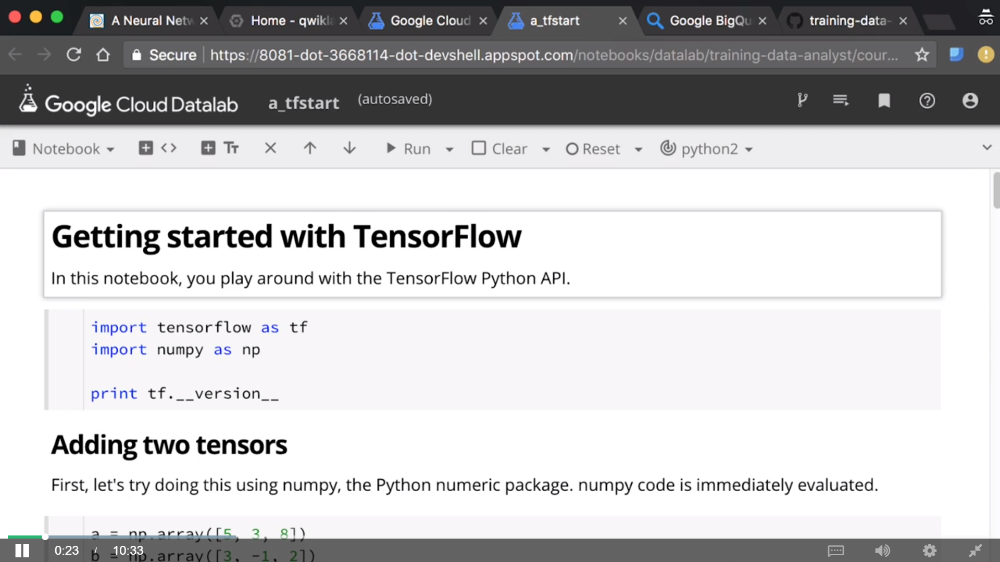 A Neural Netw
Home - qwikla
Google Cloud
a_tfstart
Google BigQu
training-data-
Secure
https://8081-dot-3668114-dot-devshell.appspot.com/notebooks/datalab/training-data-analyst/cour...
Google Cloud Datalab
a_tfstart
(autosaved)
Notebook
<>
Tт
Run
Clear
Reset
python2
Getting started with TensorFlow
In this notebook, you play around with the TensorFlow Python API.
import tensorflow as tf
import numpy as np
print tf.__version__
Adding two tensors
First, let's try doing this using numpy, the Python numeric package. numpy code is immediately evaluated.
a = np.array([5, 3, 8])
b = np.array([3, -1, 2])
0:23 / 10:33